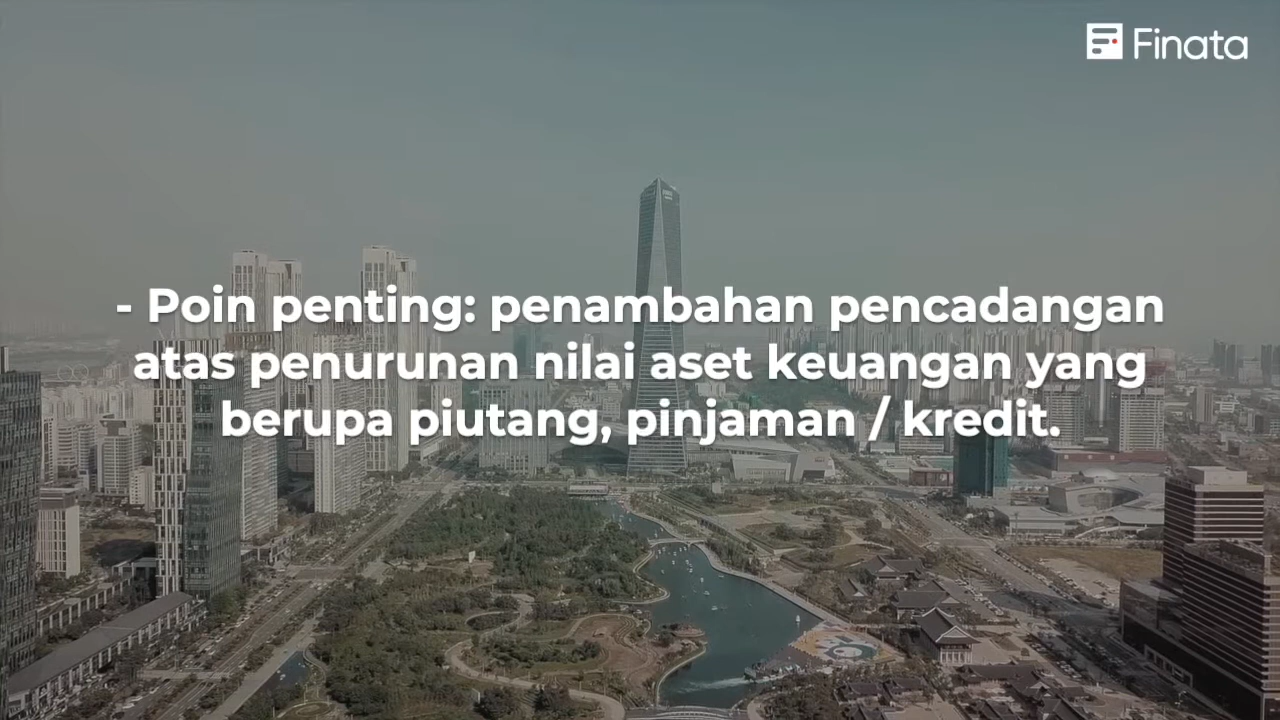 Finata
- Poin penting: penambahan pencadangan
atas penurunan nilai aset keuangan yang
berupa piutang, pinjaman / kredit.